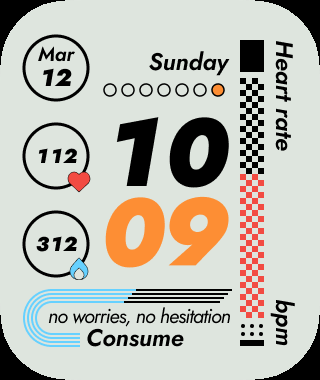 Mar
12
Sunday
112
10
312
09
no worries, no hesitation
Consume
Heart rate
bpm